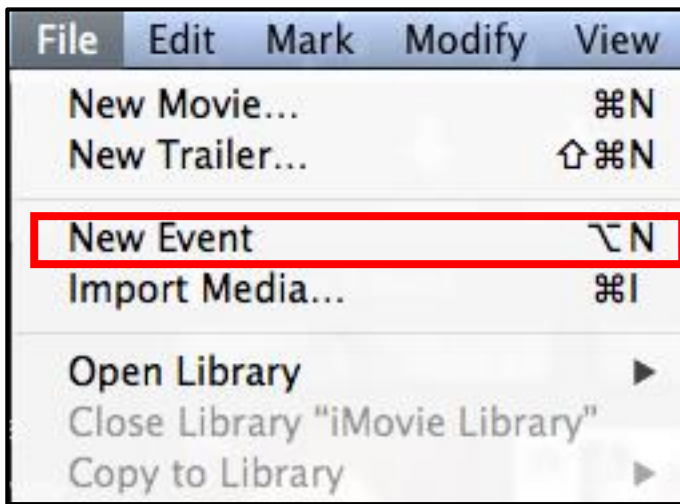 File Edit Mark Modify View
New Movie... ⌘N
New Trailer... ⇧⌘N
New Event ⌥N
Import Media... ⌘I
Open Library ▶
Close Library "iMovie Library"
Copy to Library ▶